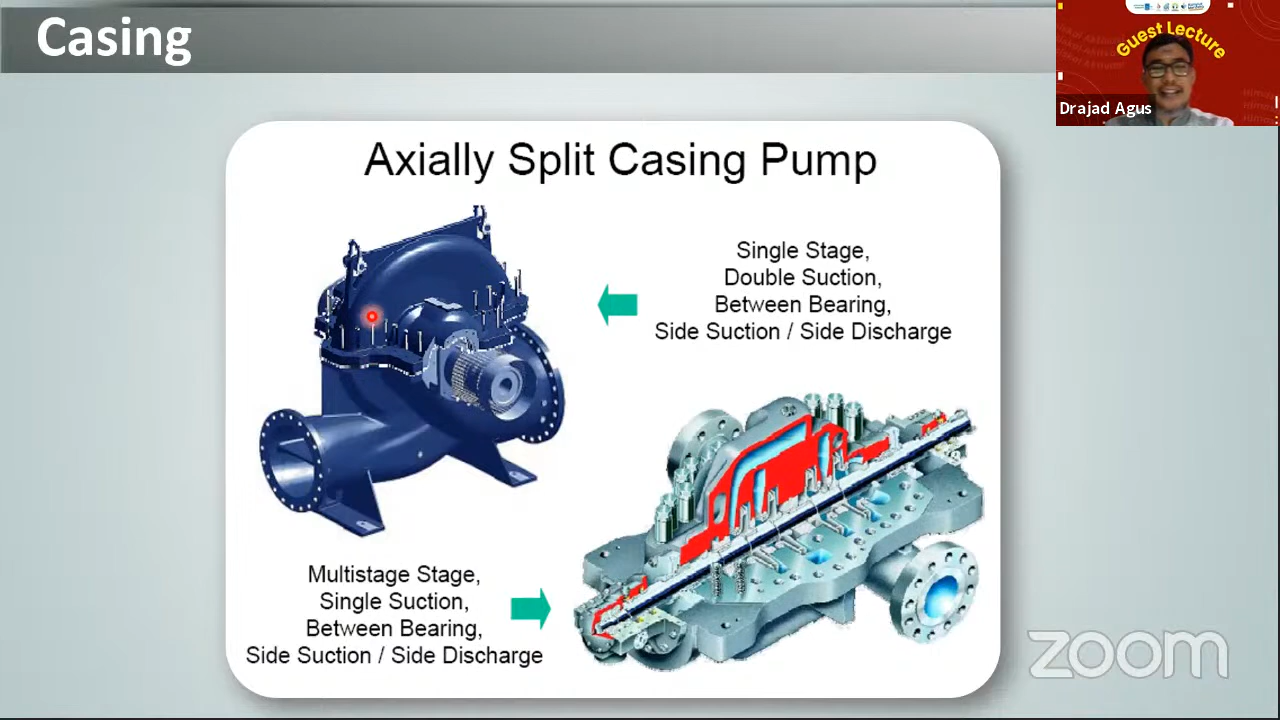 Casing
Guest Lecture
Drajad Agus
Axially Split Casing Pump
Single Stage,
Double Suction,
Between Bearing,
Side Suction / Side Discharge
Multistage Stage,
Single Suction,
Between Bearing,
Side Suction / Side Discharge
zoom